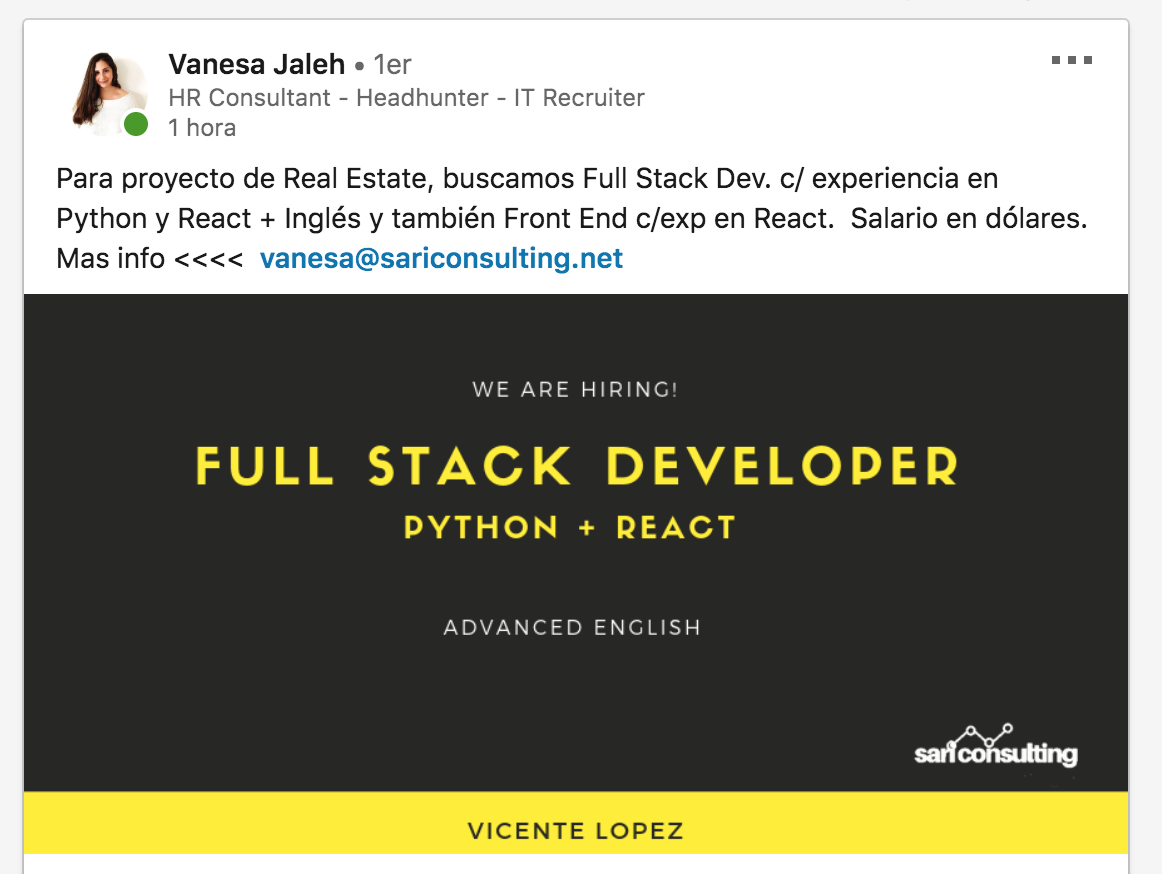 Vanesa Jaleh • 1er
HR Consultant - Headhunter - IT Recruiter
1 hora
Para proyecto de Real Estate, buscamos Full Stack Dev. c/ experiencia en
Python y React + Inglés y también Front End c/exp en React.  Salario en dólares.
Mas info <<<<  vanesa@sariconsulting.net
WE ARE HIRING!
FULL STACK DEVELOPER
PYTHON + REACT
ADVANCED ENGLISH
sariconsulting
VICENTE LOPEZ